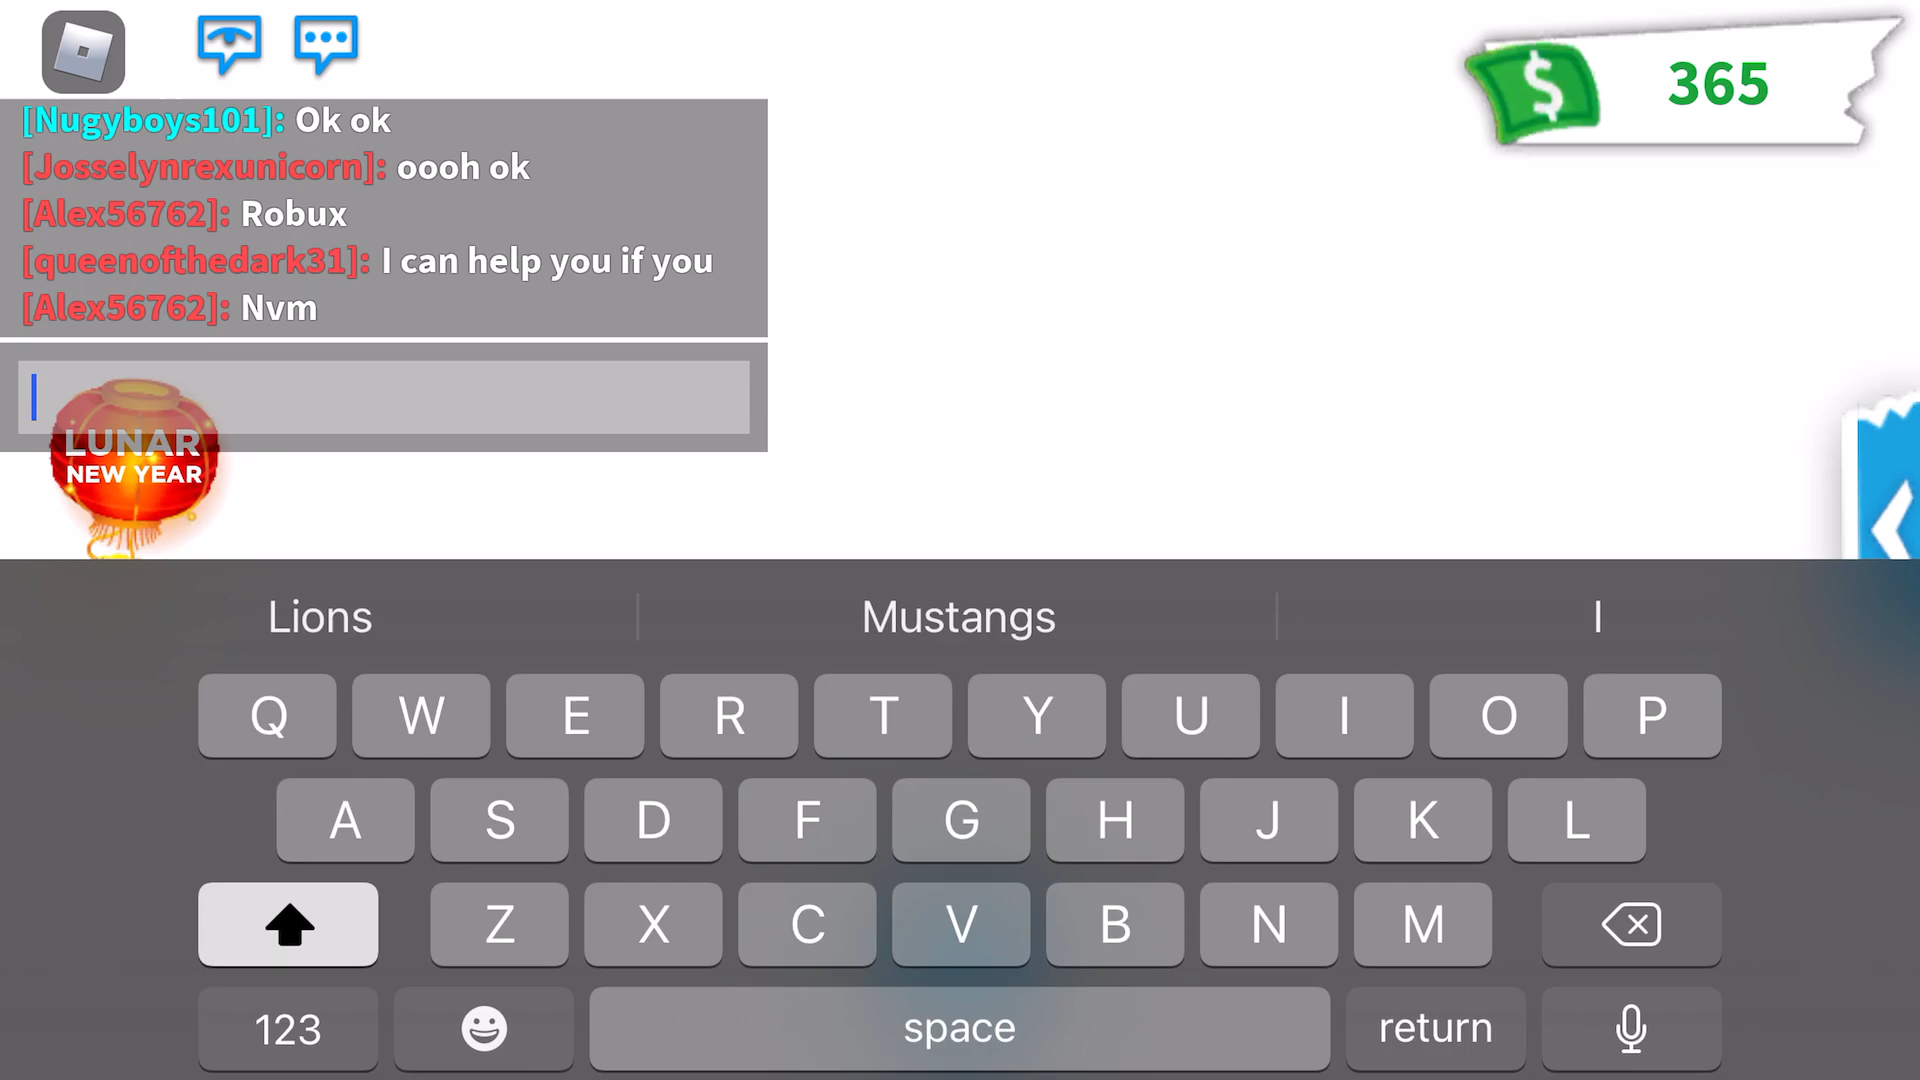 365
[Nugyboys101]: Ok ok
[Josselynrexunicorn]: oooh ok
[Alex56762]: Robux
[queenofthedark31]: I can help you if you
[Alex56762]: Nvm
LUNAR
NEW YEAR
Lions Mustangs I
Q W E R T Y U I O P
A S D F G H J K L
Z X C V B N M
123 space return